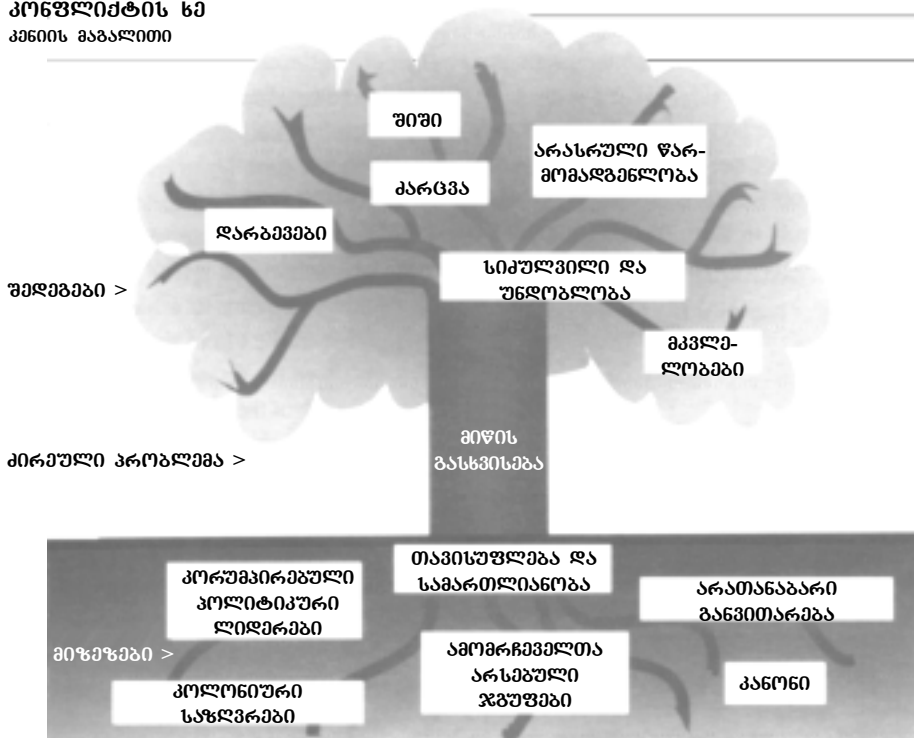 კონფლიქტის ხე
კენიის მაგალითი
შიში
არასრული წარ-
მომადგენლობა
ძარცვა
დარბევები
სიძულვილი და
უნდობლობა
შედეგები >
მკვლე-
ლობები
მიწის
გასხვისება
ძირეული პრობლემა >
თავისუფლება და
სამართლიანობა
კორუმპირებული
პოლიტიკური
ლიდერები
არათანაბარი
განვითარება
მიზეზები >
ამომრჩეველთა
არსებული
ჯგუფები
კანონი
კოლონიური
საზღვრები